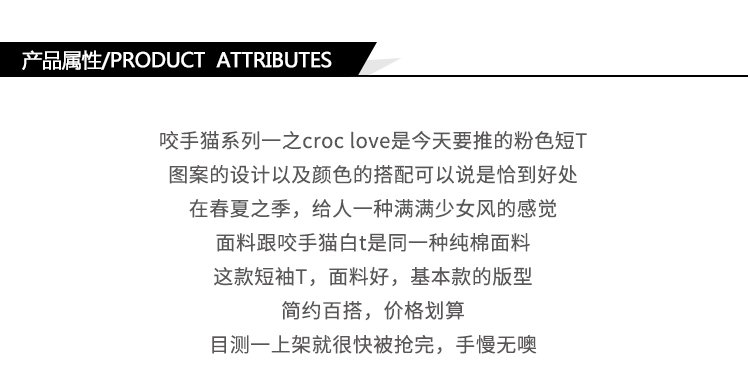 产品属性/PRODUCT ATTRIBUTES
咬手猫系列一之croc love是今天要推的粉色短T
图案的设计以及颜色的搭配可以说是恰到好处
在春夏之季，给人一种满满少女风的感觉
面料跟咬手猫白t是同一种纯棉面料
这款短袖T，面料好，基本款的版型
简约百搭，价格划算
目测一上架就很快被抢完，手慢无噢